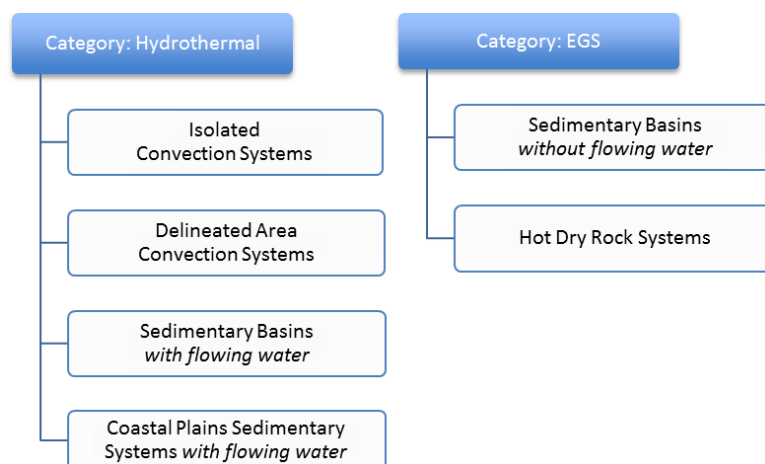 Category: Hydrothermal
Isolated
Convection Systems
Delineated Area
Convection Systems
Sedimentary Basins
with flowing water
Coastal Plains Sedimentary
Systems with flowing water
Category: EGS
Sedimentary Basins
without flowing water
Hot Dry Rock Systems